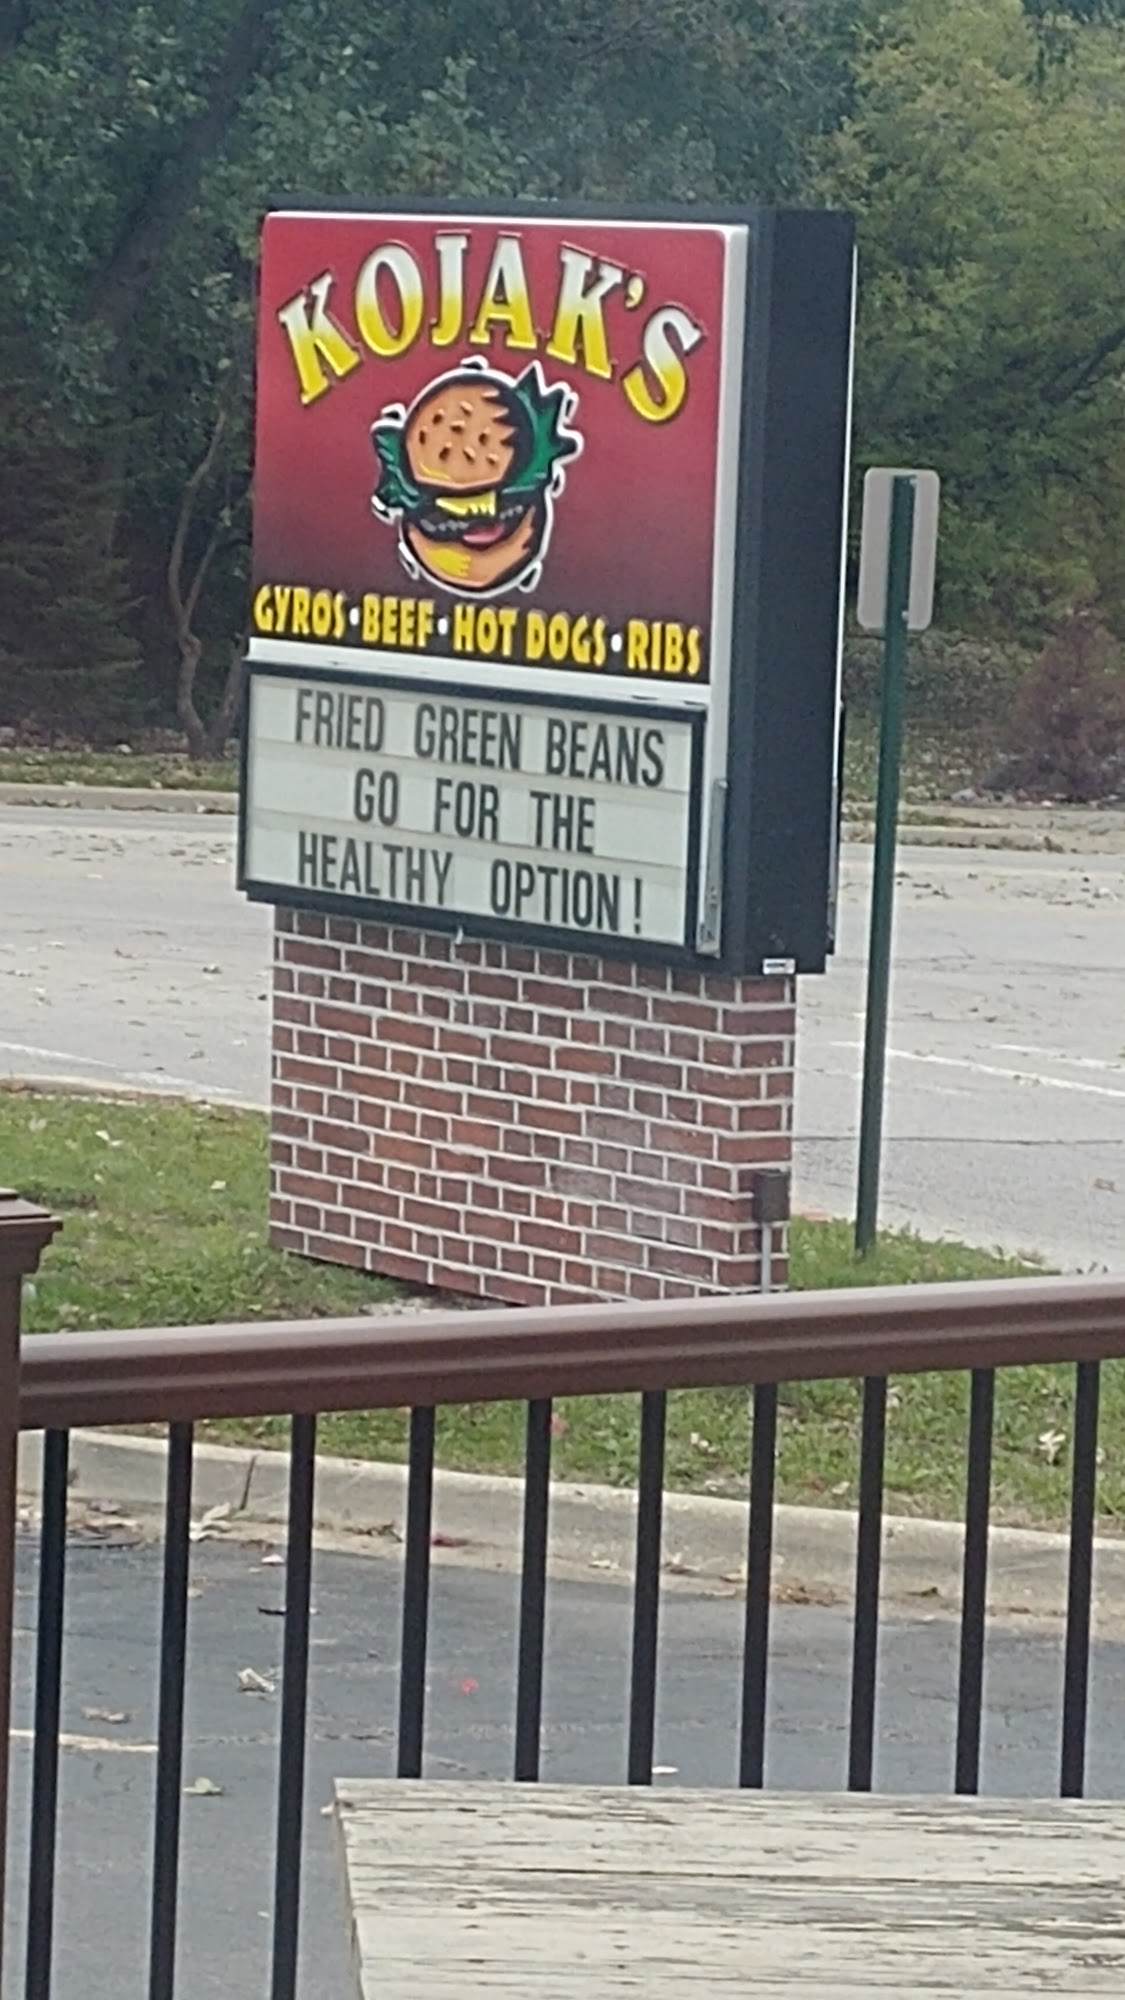 KOJAK'S
GYROS • BEEF • HOT DOGS • RIBS
FRIED GREEN BEANS
GO FOR THE
HEALTHY OPTION!